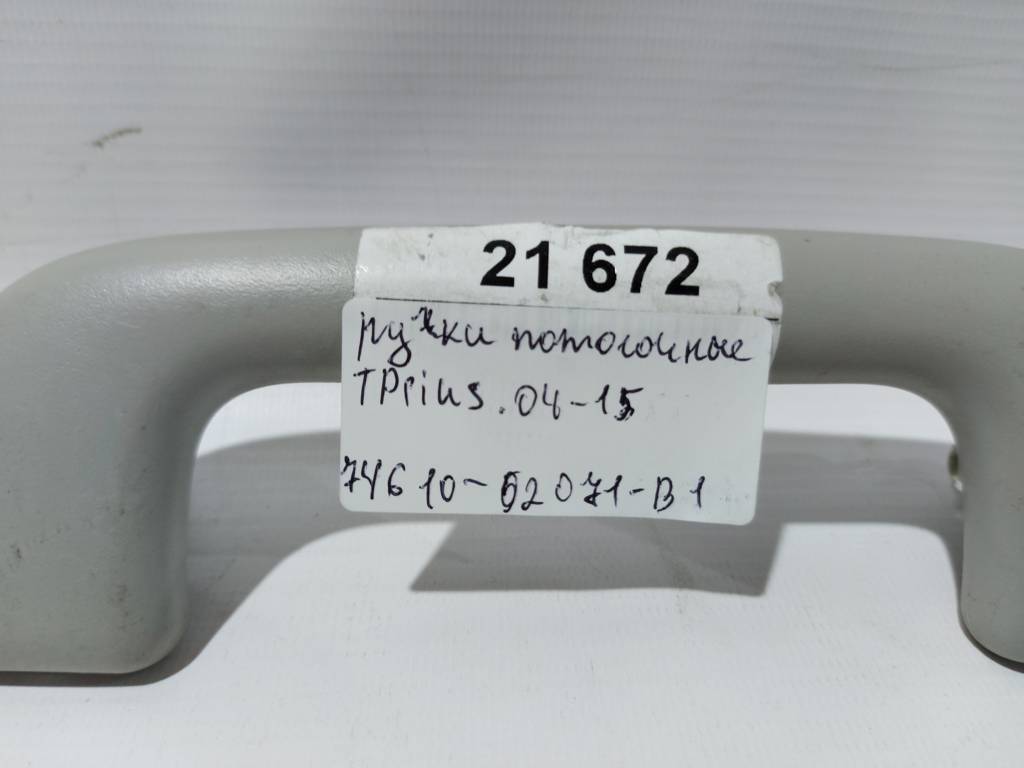 21 672
ручки потолочные
TPrius. 04-15
74610-52071-B1